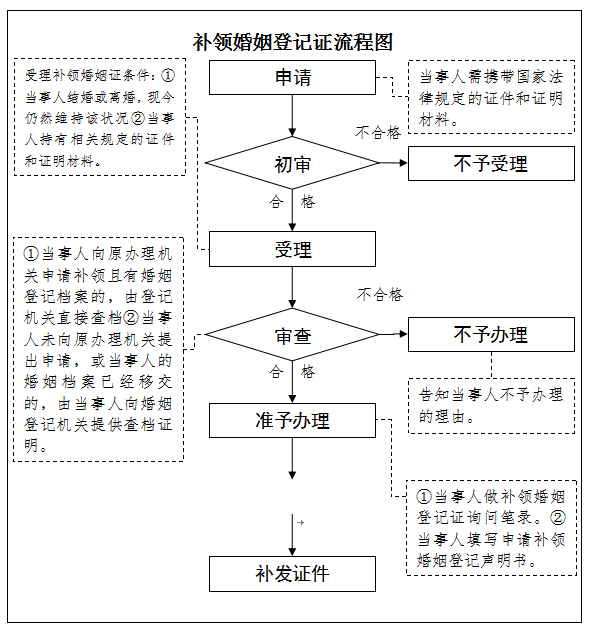 补领婚姻登记证流程图
受理补领婚姻证条件：①
当事人结婚或离婚，现今
仍然维持该状况②当事
人持有相关规定的证件
和证明材料。
申请
当事人需携带国家法
律规定的证件和证明
材料。
不合格
初审
不予受理
合 格
受理
①当事人向原办理机
关申请补领且有婚姻
登记档案的，由登记
机关直接查档②当事
人未向原办理机关提
出申请，或当事人的
婚姻档案已经移交
的，由当事人向婚姻
登记机关提供查档证
明。
不合格
审查
不予办理
合 格
告知当事人不予办理
的理由。
准予办理
①当事人做补领婚姻
登记证询问笔录。②
当事人填写申请补领
婚姻登记声明书。
补发证件